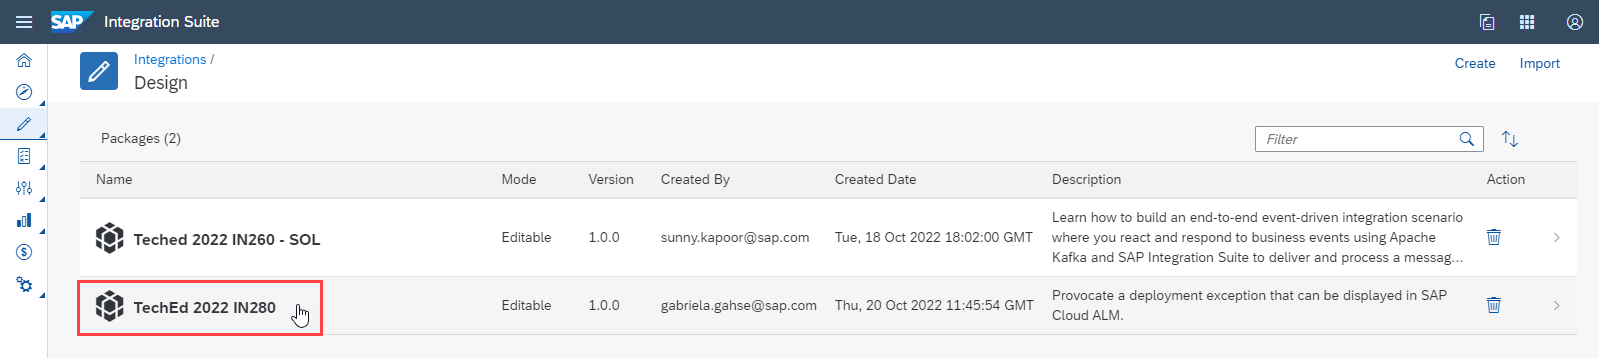 SAP Integration Suite
Integrations /
Design
Create Import
Packages (2)
Filter
Name Mode Version Created By Created Date Description Action
Teched 2022 IN260 - SOL Editable 1.0.0 sunny.kapoor@sap.com Tue, 18 Oct 2022 18:02:00 GMT
Learn how to build an end-to-end event-driven integration scenario
where you react and respond to business events using Apache
Kafka and SAP Integration Suite to deliver and process a messag...
TechEd 2022 IN280 Editable 1.0.0 gabriela.gahse@sap.com Thu, 20 Oct 2022 11:45:54 GMT
Provocate a deployment exception that can be displayed in SAP
Cloud ALM.